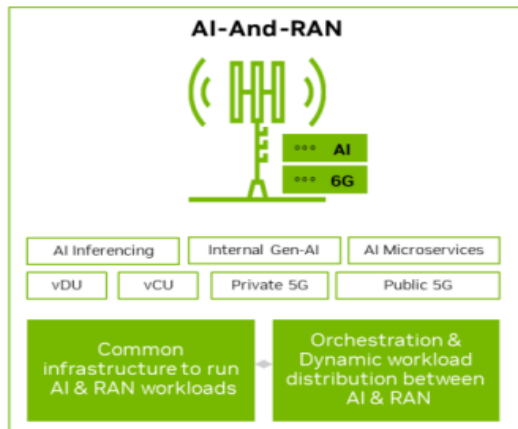 AI-And-RAN
AI
6G
AI Inferencing
Internal Gen-AI
AI Microservices
vDU
vCU
Private 5G
Public 5G
Common
infrastructure to run
AI & RAN workloads
Orchestration &
Dynamic workload
distribution between
AI & RAN